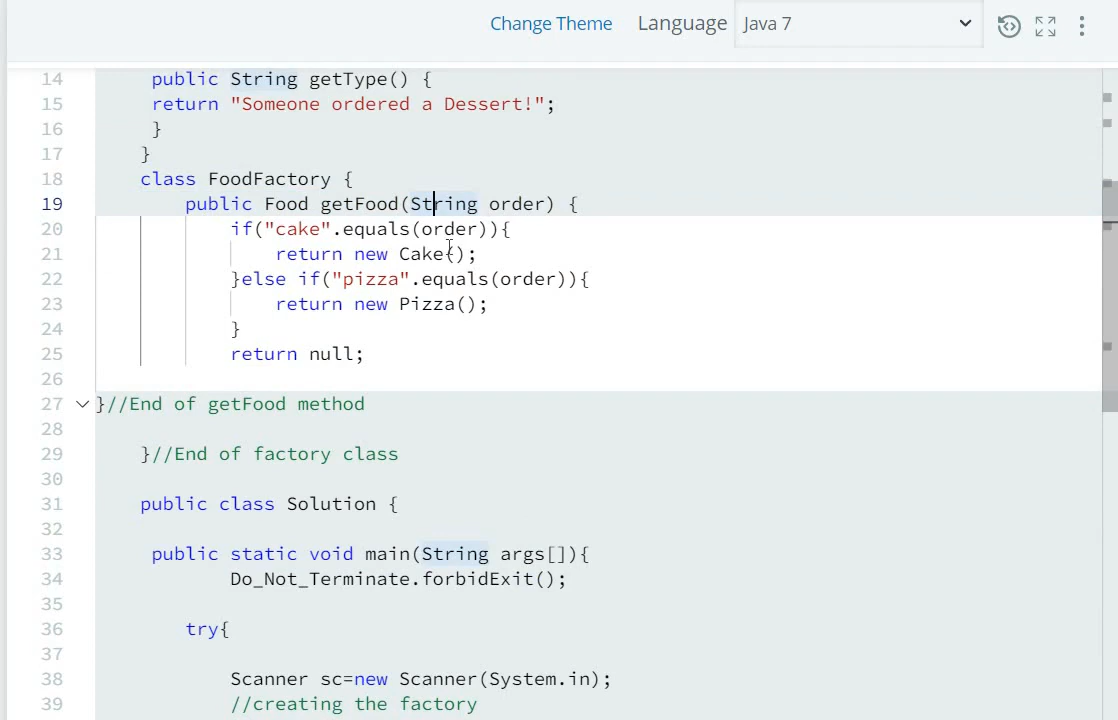 Change Theme Language Java 7
14 public String getType() {
15 return "Someone ordered a Dessert!";
16 }
17 }
18 class FoodFactory {
19 public Food getFood(String order) {
20 if("cake".equals(order)){
21 return new Cake();
22 }else if("pizza".equals(order)){
23 return new Pizza();
24 }
25 return null;
26
27 }//End of getFood method
28
29 }//End of factory class
30
31 public class Solution {
32
33 public static void main(String args[]){
34 Do_Not_Terminate.forbidExit();
35
36 try{
37
38 Scanner sc=new Scanner(System.in);
39 //creating the factory